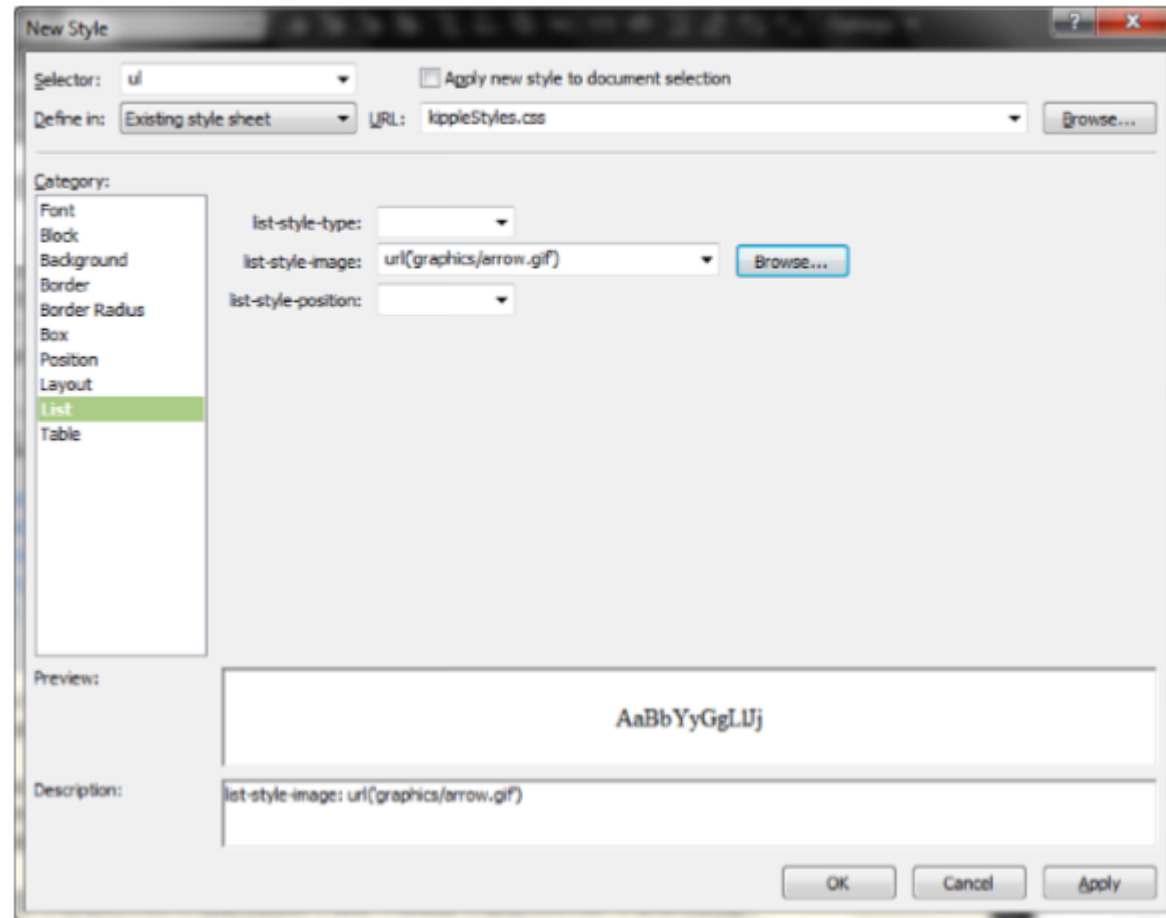 New Style
Selector: ul Apply new style to document selection
Define in: Existing style sheet URL: kippleStyles.css Browse...
Category:
Font
Block
Background
Border
Border Radius
Box
Position
Layout
List
Table
list-style-type:
list-style-image: url('graphics/arrow.gif') Browse...
list-style-position:
Preview:
AaBbYyGgLlJj
Description:
list-style-image: url('graphics/arrow.gif')
OK Cancel Apply